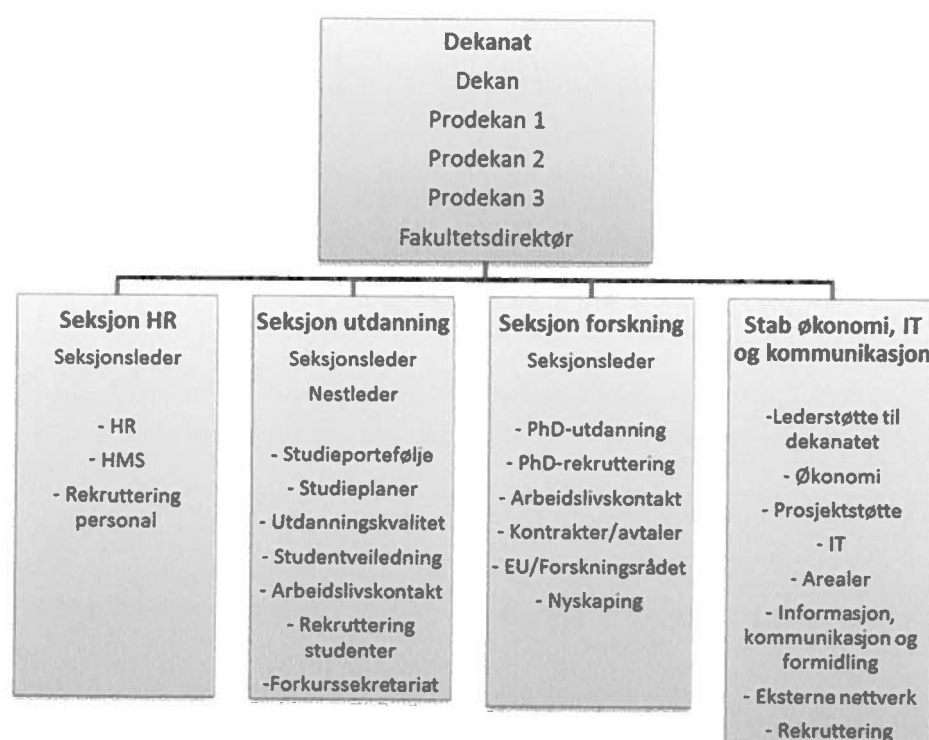 Dekanat
Dekan
Prodekan 1
Prodekan 2
Prodekan 3
Fakultetsdirektør
Seksjon HR
Seksjonsleder
- HR
- HMS
- Rekruttering
personal
Seksjon utdanning
Seksjonsleder
Nestleder
- Studieportefølje
- Studieplaner
- Utdanningskvalitet
- Studentveiledning
- Arbeidslivskontakt
- Rekruttering
studenter
-Forkurssekretariat
Seksjon forskning
Seksjonsleder
- PhD-utdanning
- PhD-rekruttering
- Arbeidslivskontakt
- Kontrakter/avtaler
- EU/Forskningsrådet
- Nyskaping
Stab økonomi, IT
og kommunikasjon
-Lederstøtte til
dekanatet
- Økonomi
- Prosjektstøtte
- IT
- Arealer
- Informasjon,
kommunikasjon og
formidling
- Eksterne nettverk
- Rekruttering